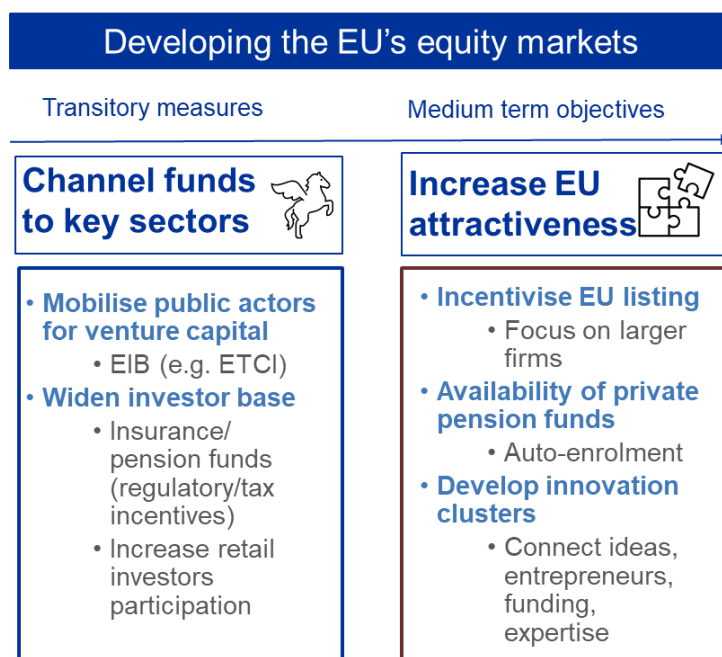 Developing the EU's equity markets
Transitory measures
Medium term objectives
Channel funds
to key sectors
• Mobilise public actors
for venture capital
• EIB (e.g. ETCI)
• Widen investor base
• Insurance/
pension funds
(regulatory/tax
incentives)
• Increase retail
investors
participation
Increase EU
attractiveness
• Incentivise EU listing
• Focus on larger
firms
• Availability of private
pension funds
• Auto-enrolment
• Develop innovation
clusters
• Connect ideas,
entrepreneurs,
funding,
expertise